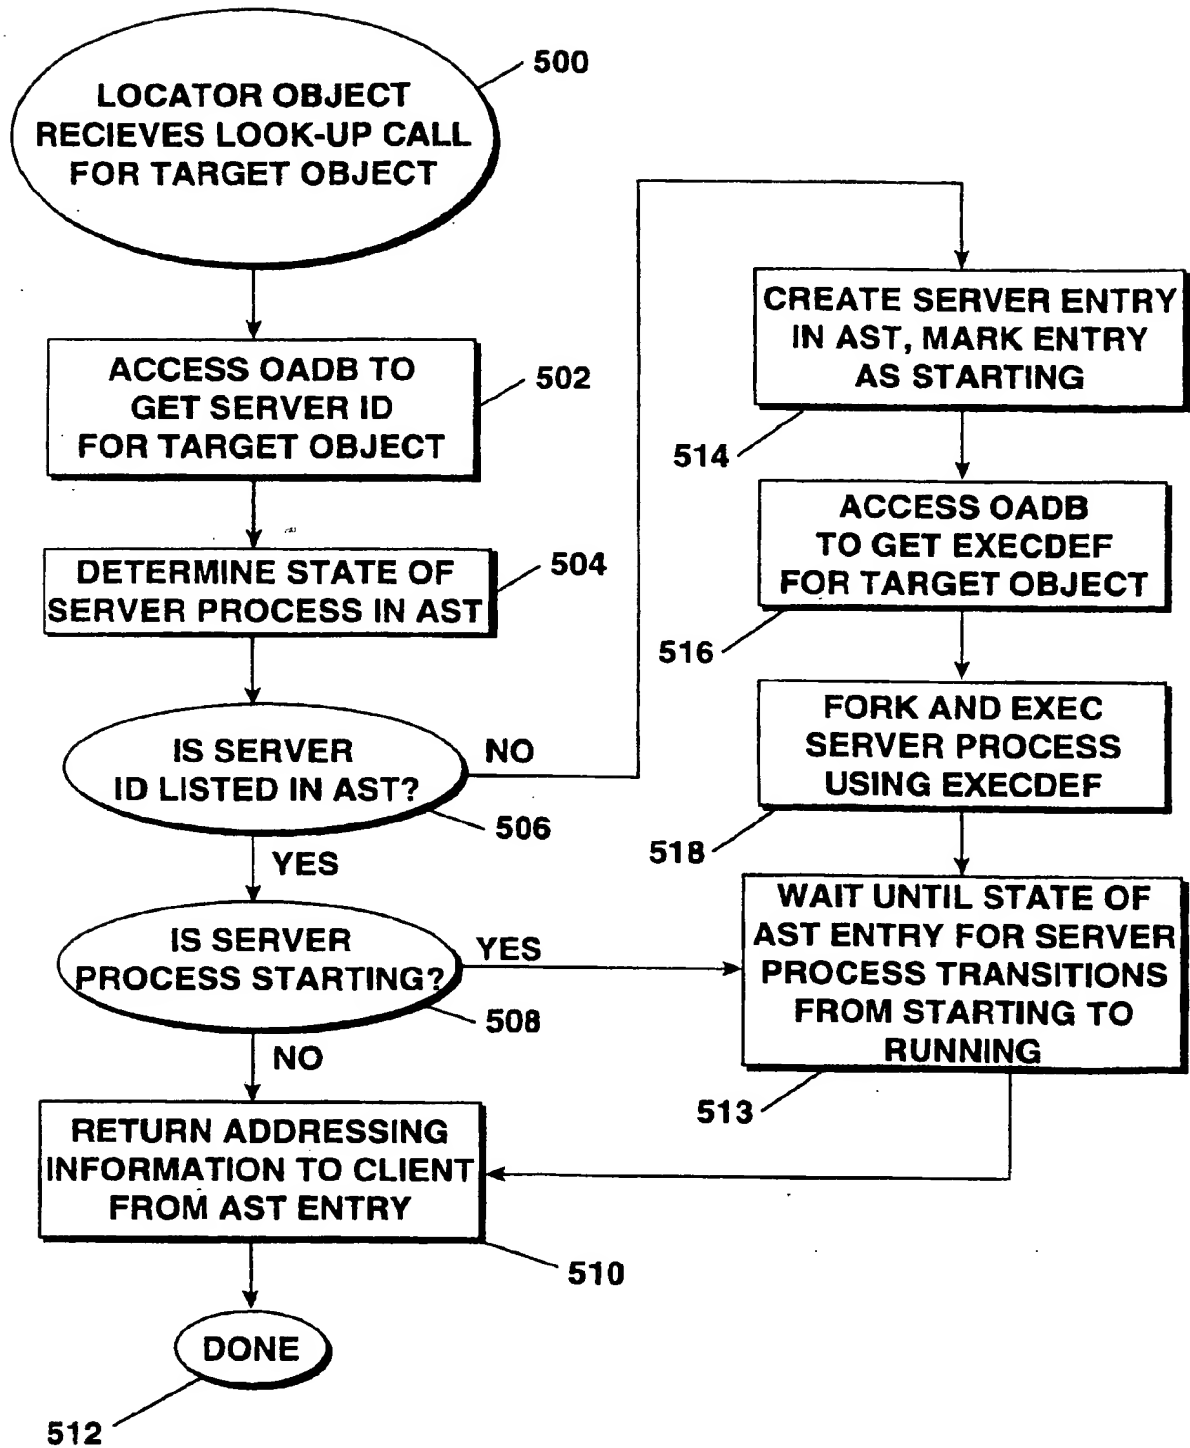 LOCATOR OBJECT
RECIEVES LOOK-UP CALL
FOR TARGET OBJECT
500
ACCESS OADB TO
GET SERVER ID
FOR TARGET OBJECT
502
DETERMINE STATE OF
SERVER PROCESS IN AST
504
IS SERVER
ID LISTED IN AST?
NO
506
YES
IS SERVER
PROCESS STARTING?
YES
508
NO
RETURN ADDRESSING
INFORMATION TO CLIENT
FROM AST ENTRY
510
DONE
512
CREATE SERVER ENTRY
IN AST, MARK ENTRY
AS STARTING
514
ACCESS OADB
TO GET EXECDEF
FOR TARGET OBJECT
516
FORK AND EXEC
SERVER PROCESS
USING EXECDEF
518
WAIT UNTIL STATE OF
AST ENTRY FOR SERVER
PROCESS TRANSITIONS
FROM STARTING TO
RUNNING
513